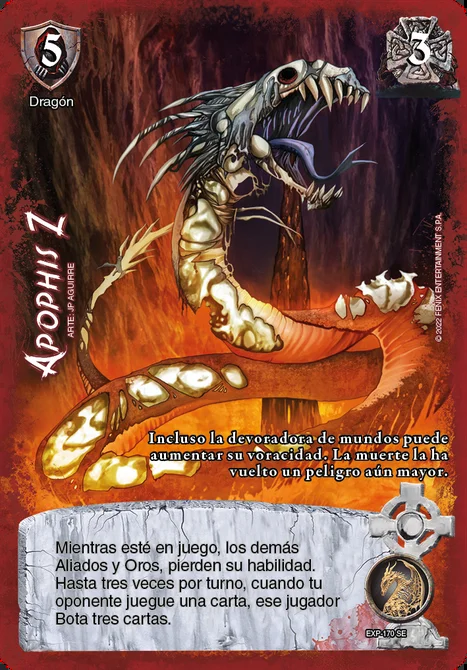 5
3
Dragón
Apophis Z
ARTE: JP AGUIRRE
© 2022 FENIX ENTERTAINMENT S.P.A.
Incluso la devoradora de mundos puede
aumentar su voracidad. La muerte la ha
vuelto un peligro aún mayor.
Mientras esté en juego, los demás
Aliados y Oros, pierden su habilidad.
Hasta tres veces por turno, cuando tu
oponente juegue una carta, ese jugador
Bota tres cartas.
EXP-170 SE